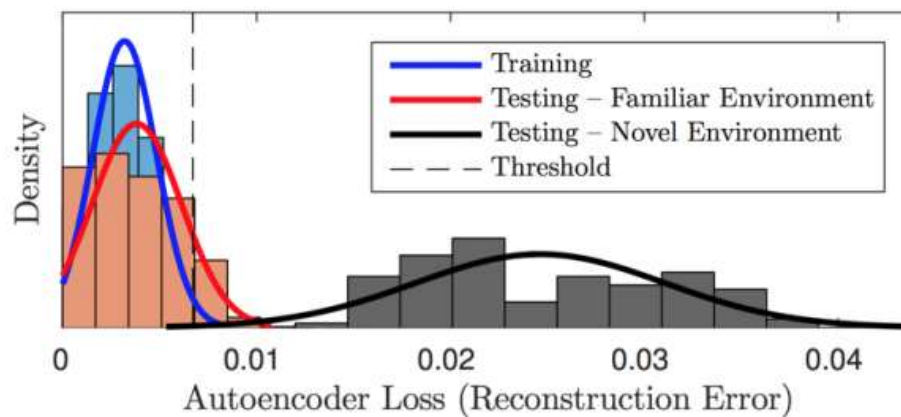 Training
Testing – Familiar Environment
Testing – Novel Environment
Threshold
Density
0 0.01 0.02 0.03 0.04
Autoencoder Loss (Reconstruction Error)